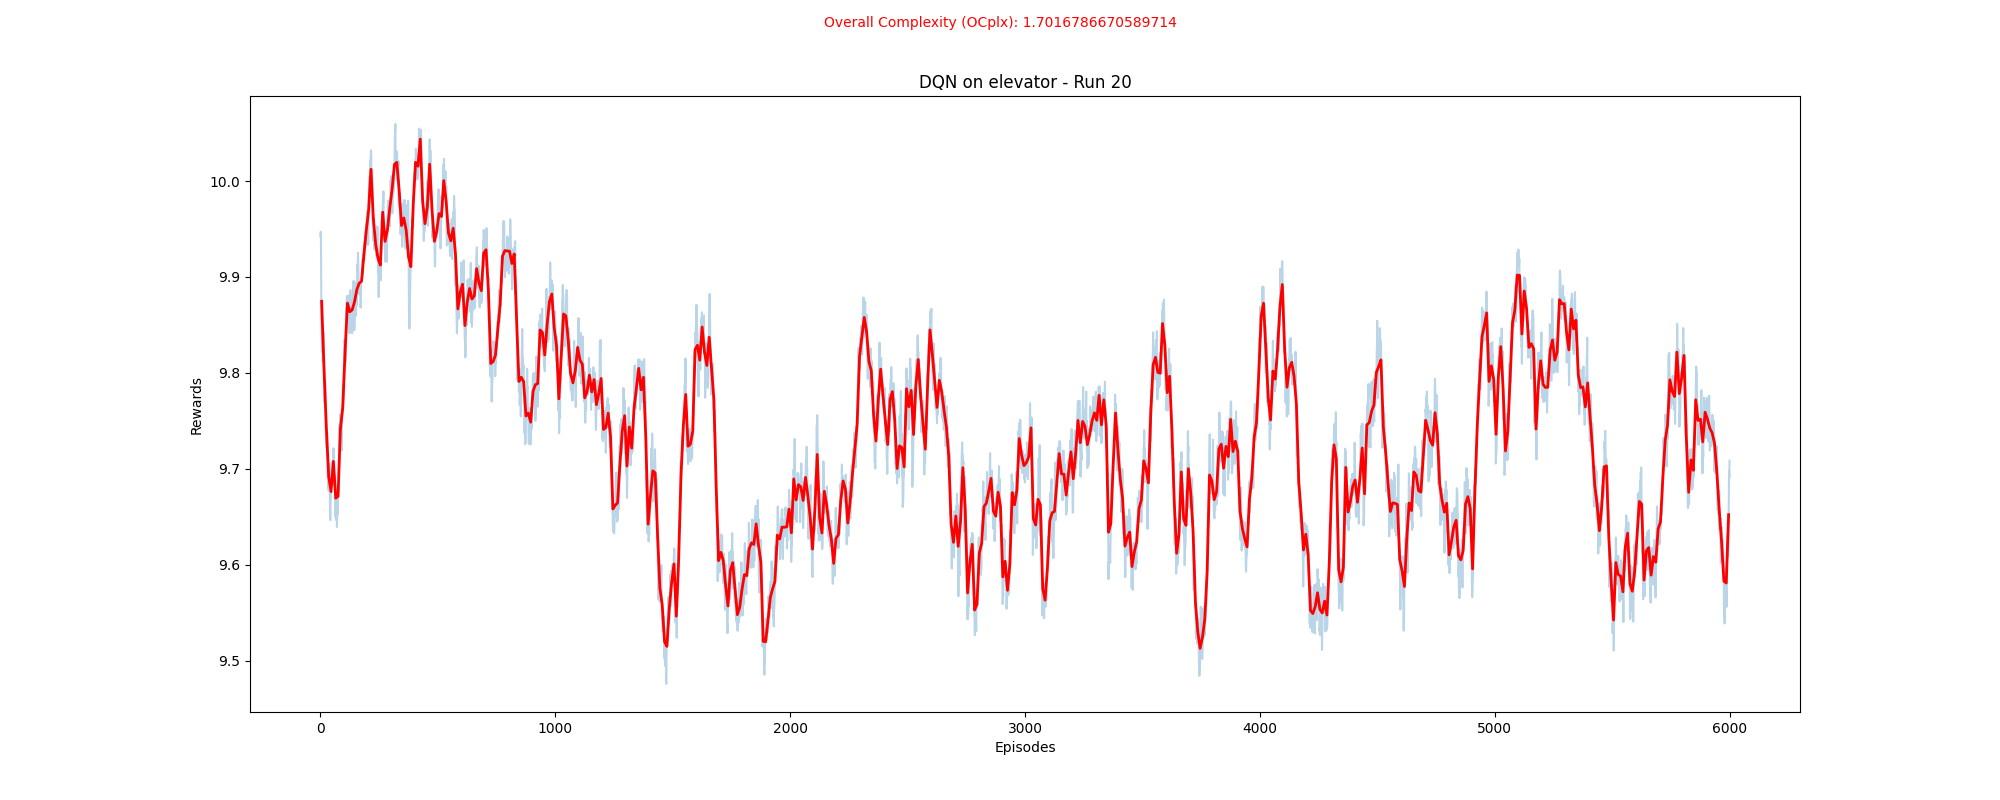 Overall Complexity (OCplx): 1.7016786670589714
DQN on elevator - Run 20
Rewards
10.0
9.9
9.8
9.7
9.6
9.5
0 1000 2000 3000 4000 5000 6000
Episodes